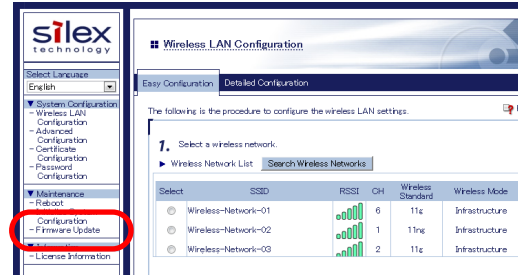 silex
technology
Select Language
English
▼ System Configuration
- Wireless LAN
Configuration
- Advanced
Configuration
- Certificate
Configuration
- Password
Configuration
▼ Maintenance
- Reboot
Configuration
- Firmware Update
- License Information
Wireless LAN Configuration
Easy Configuration Detailed Configuration
The following is the procedure to configure the wireless LAN settings.
1. Select a wireless network.
► Wireless Network List Search Wireless Networks
Select SSID RSSI CH Wireless Standard Wireless Mode
Wireless-Network-01 6 11g Infrastructure
Wireless-Network-02 1 11ng Infrastructure
Wireless-Network-03 2 11g Infrastructure